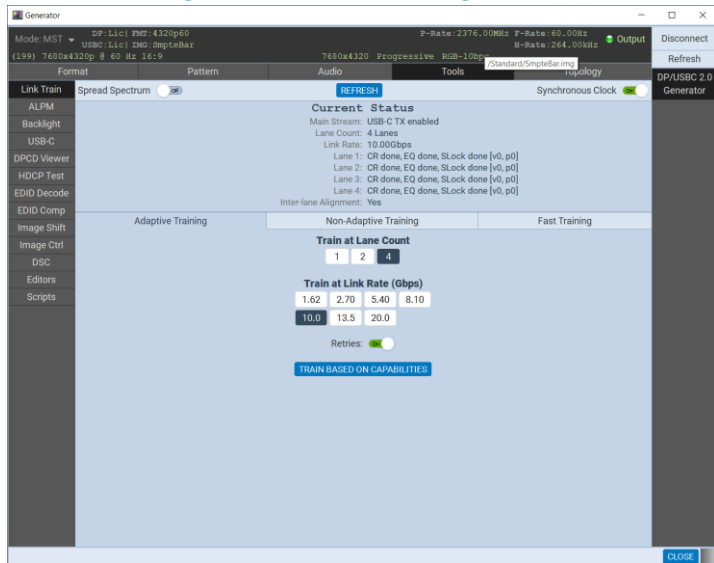 Generator
Mode: MST
DP:Lic| FMT:4320p60
USBC:Lic| IMG:SmpteBar
P-Rate:2376.00MHz F-Rate:60.00Hz
H-Rate:264.00kHz
Output
Disconnect
(199) 7680x4320p @ 60 Hz 16:9
7680x4320 Progressive RGB-10bpc
/Standard/SmpteBar.img
Refresh
Format
Pattern
Audio
Tools
Topology
DP/USBC 2.0
Generator
Link Train
ALPM
Backlight
USB-C
DPCD Viewer
HDCP Test
EDID Decode
EDID Comp
Image Shift
Image Ctrl
DSC
Editors
Scripts
Spread Spectrum
Off
REFRESH
Synchronous Clock
On
Current Status
Main Stream: USB-C TX enabled
Lane Count: 4 Lanes
Link Rate: 10.00Gbps
Lane 1: CR done, EQ done, SLock done [v0, p0]
Lane 2: CR done, EQ done, SLock done [v0, p0]
Lane 3: CR done, EQ done, SLock done [v0, p0]
Lane 4: CR done, EQ done, SLock done [v0, p0]
Inter-lane Alignment: Yes
Adaptive Training
Non-Adaptive Training
Fast Training
Train at Lane Count
1 2 4
Train at Link Rate (Gbps)
1.62 2.70 5.40 8.10
10.0 13.5 20.0
Retries: On
TRAIN BASED ON CAPABILITIES
CLOSE